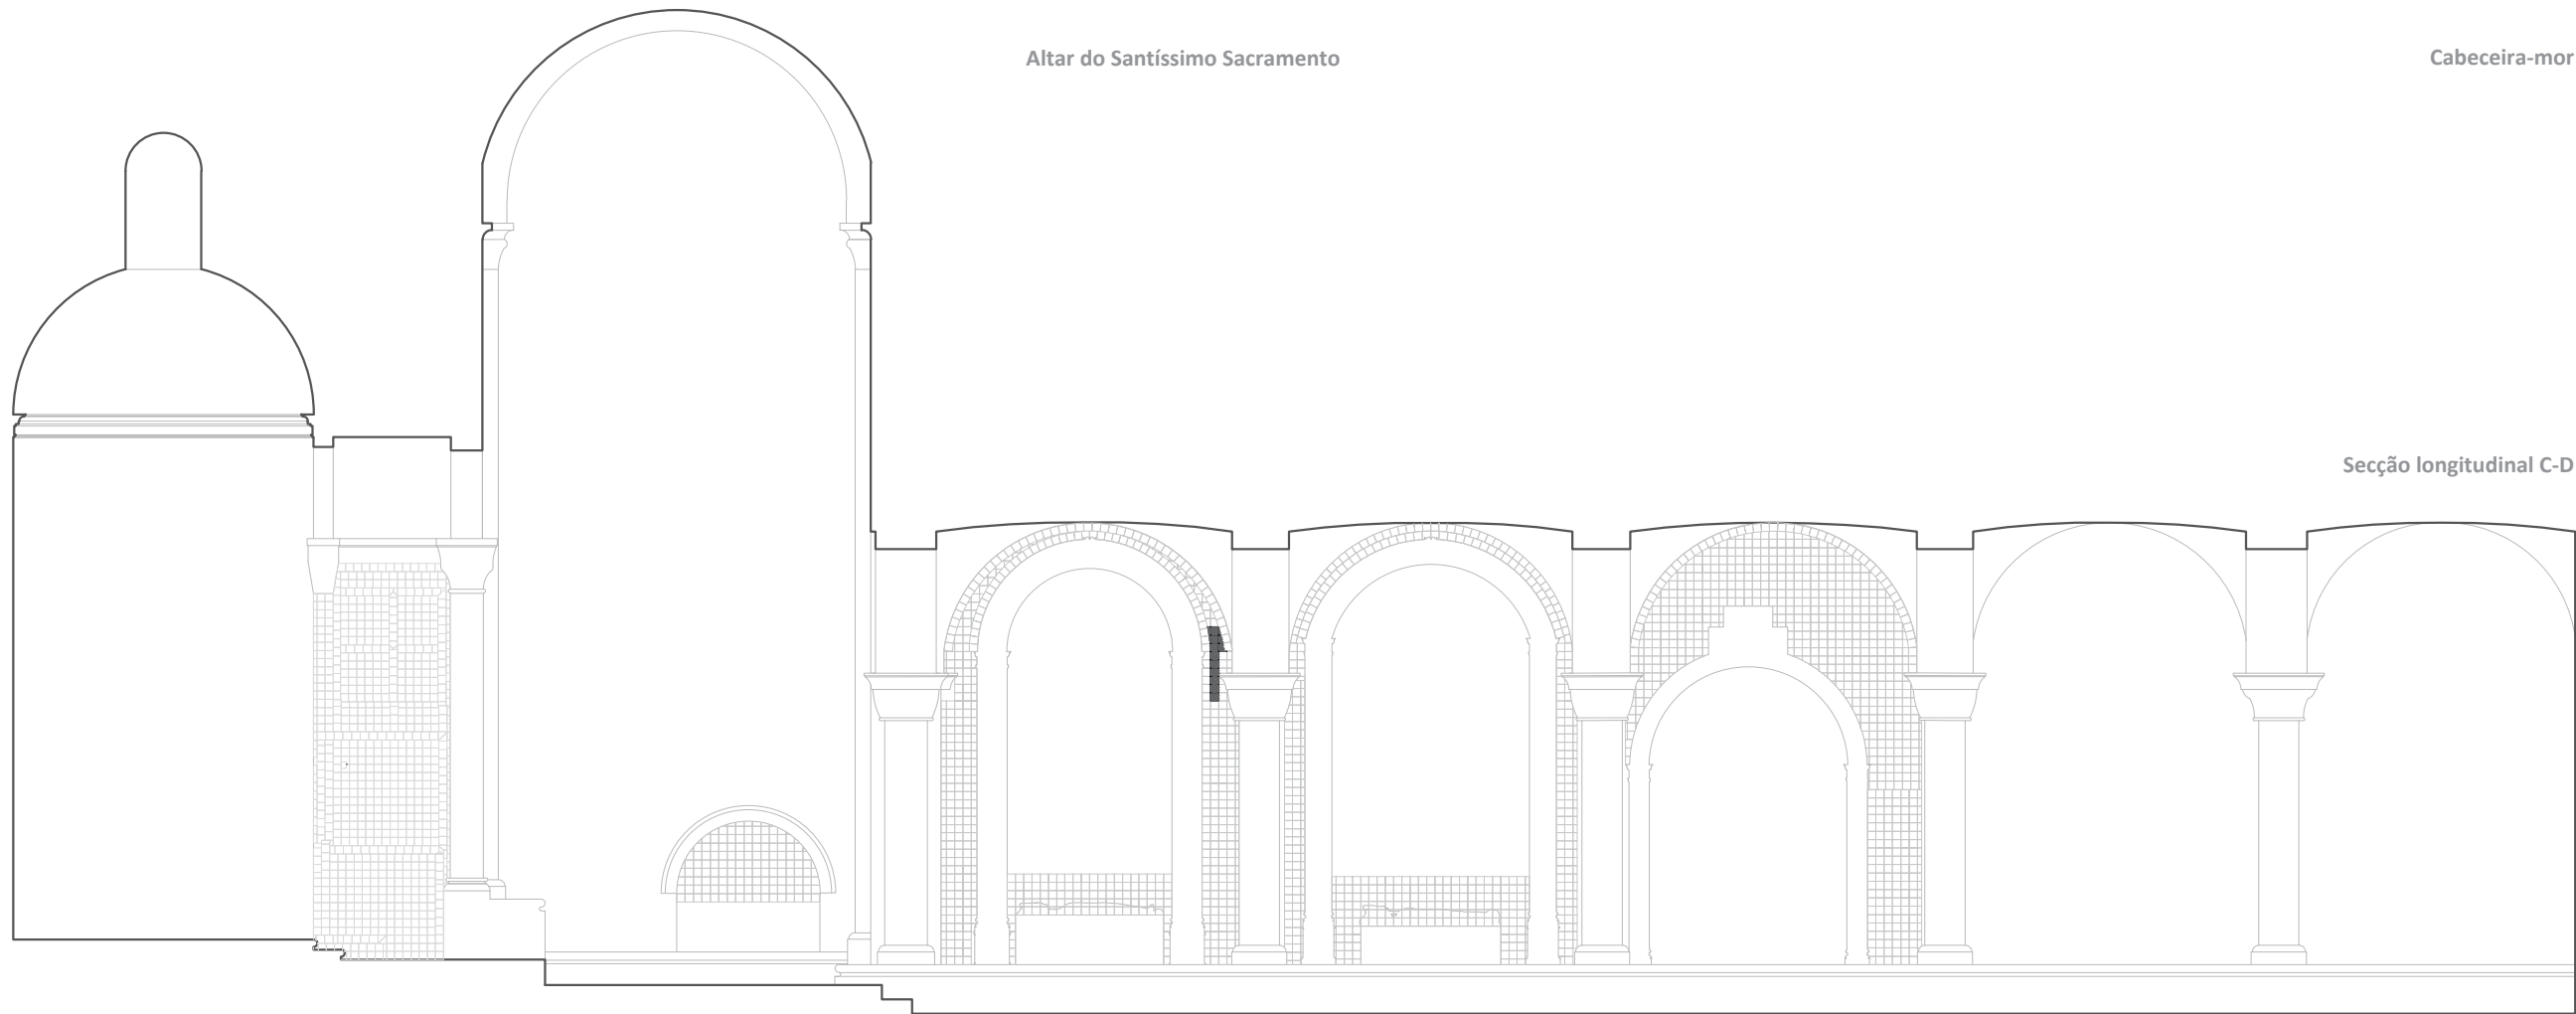 Altar do Santíssimo Sacramento
Cabeceira-mor
Secção longitudinal C-D